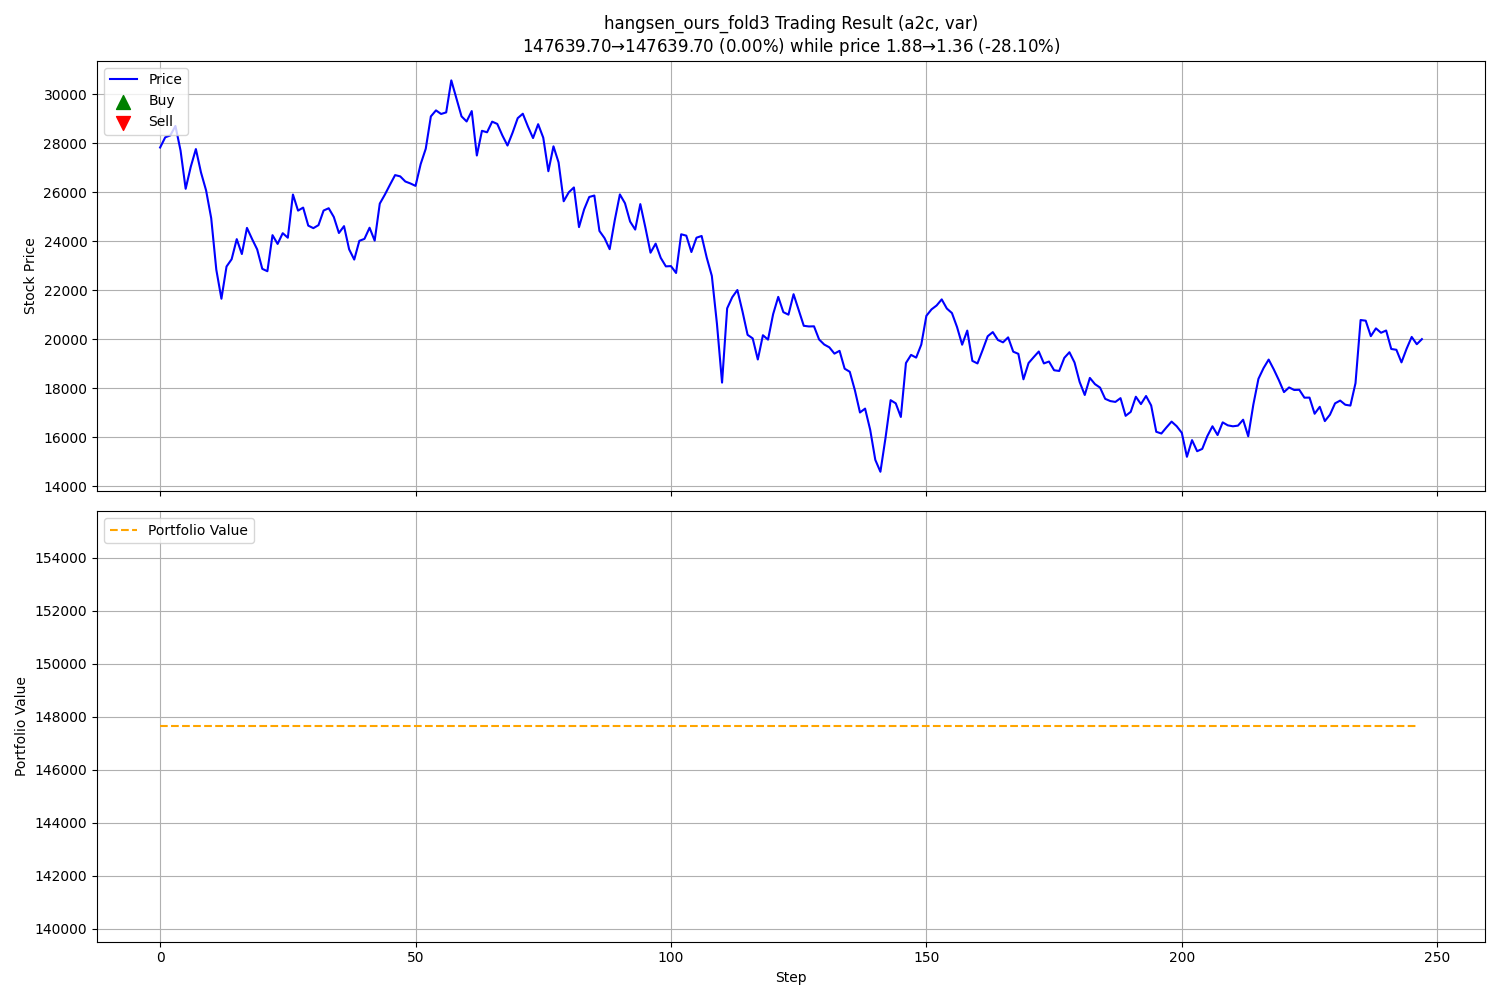 hangsen_ours_fold3 Trading Result (a2c, var)
147639.70→147639.70 (0.00%) while price 1.88→1.36 (-28.10%)
Price
Buy
Sell
Stock Price
30000
28000
26000
24000
22000
20000
18000
16000
14000
Portfolio Value
Portfolio Value
154000
152000
150000
148000
146000
144000
142000
140000
0
50
100
150
200
250
Step